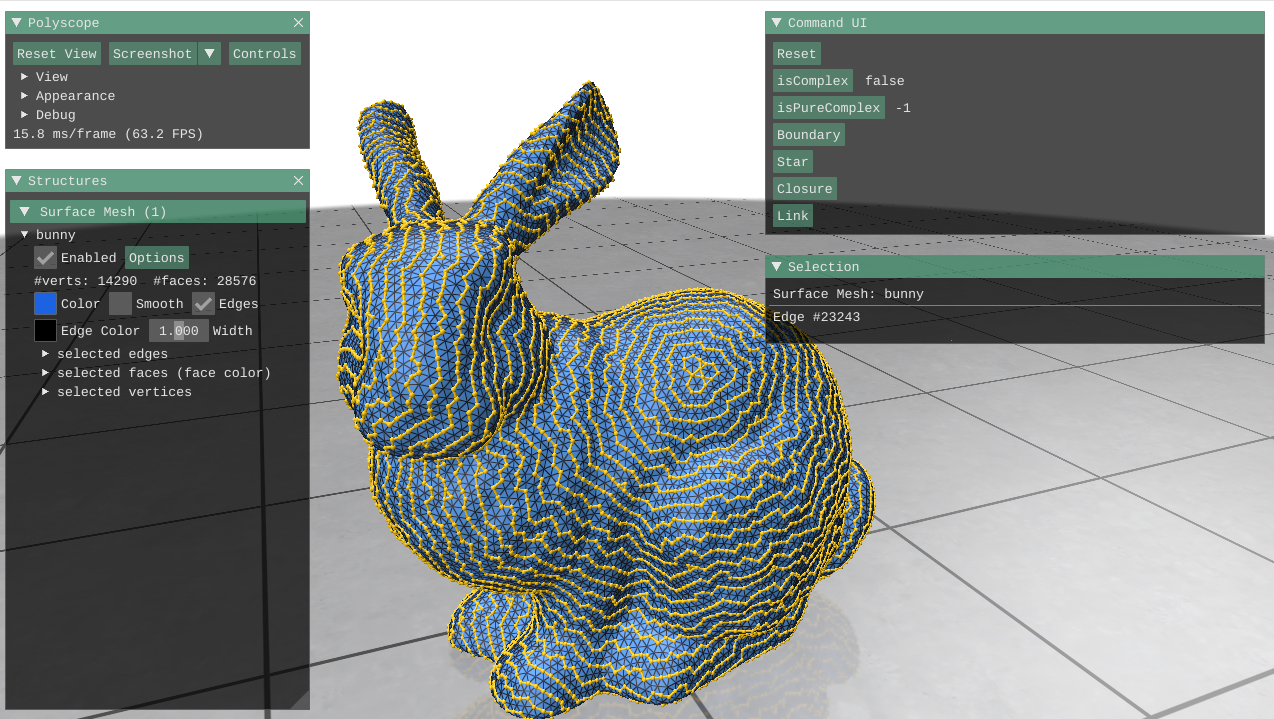 Polyscope
Reset View Screenshot Controls
View
Appearance
Debug
15.8 ms/frame (63.2 FPS)
Structures
Surface Mesh (1)
bunny
Enabled Options
#verts: 14290 #faces: 28576
Color Smooth Edges
Edge Color 1.000 Width
selected edges
selected faces (face color)
selected vertices
Command UI
Reset
isComplex false
isPureComplex -1
Boundary
Star
Closure
Link
Selection
Surface Mesh: bunny
Edge #23243